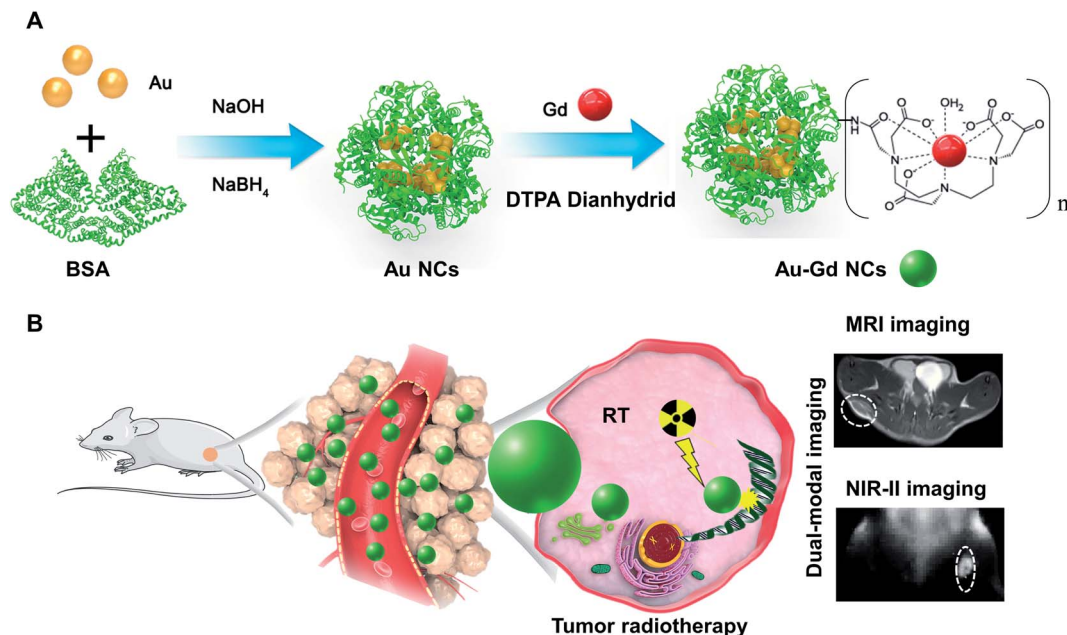 A
Au
+
BSA
NaOH
NaBH4
Au NCs
Gd
DTPA Dianhydrid
Au-Gd NCs
N
H
O
O
O
OH2
O
O
O
O
O
O
N
N
N
n
B
RT
Tumor radiotherapy
Dual-modal imaging
MRI imaging
NIR-II imaging